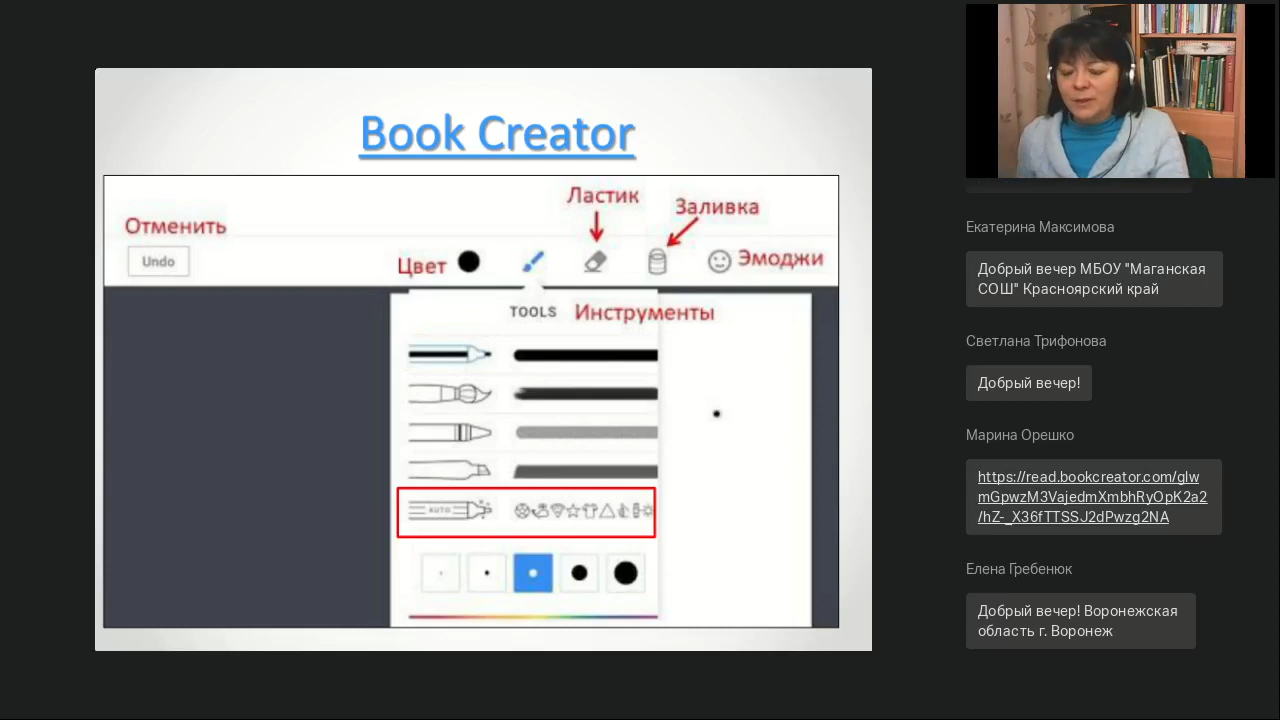 Book Creator
Ластик
Заливка
Отменить
Undo
Цвет
Эмоджи
TOOLS
Инструменты
AUTO
Екатерина Максимова
Добрый вечер МБОУ "Маганская
СОШ" Красноярский край
Светлана Трифонова
Добрый вечер!
Марина Орешко
https://read.bookcreator.com/glw
mGpwzM3VajedmXmbhRyOpK2a2
/hZ-_X36fTTSSJ2dPwzg2NA
Елена Гребенюк
Добрый вечер! Воронежская
область г. Воронеж